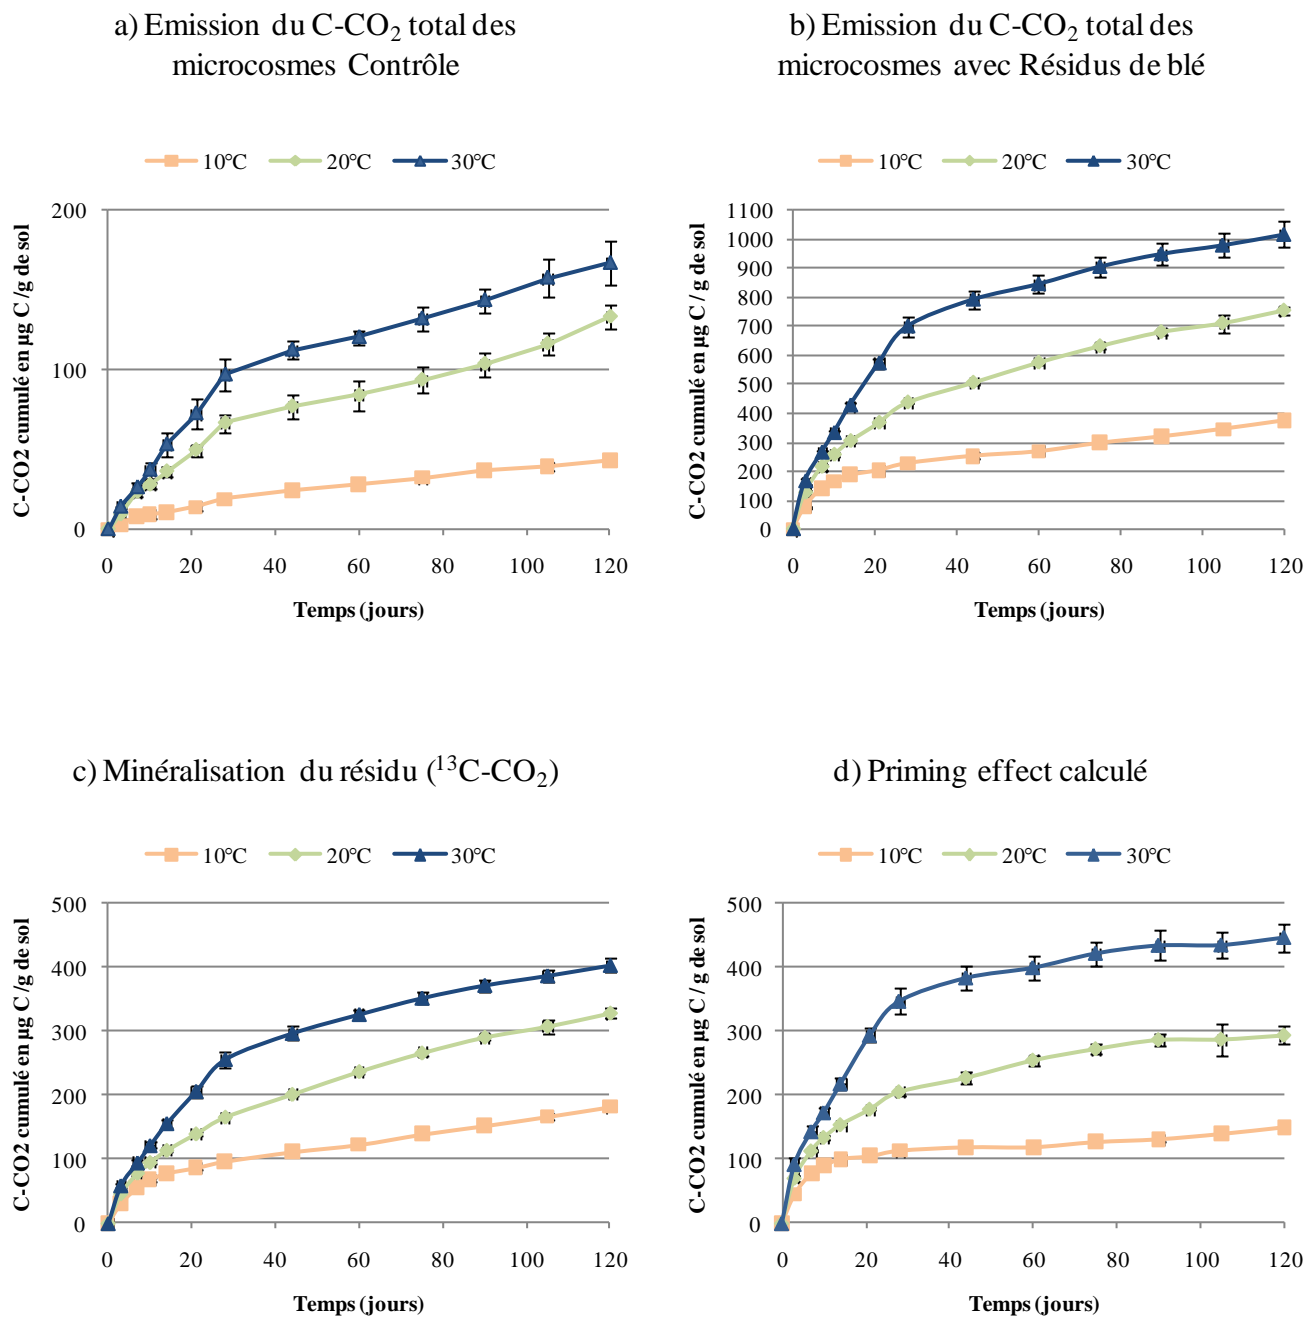 a) Emission du C-CO₂ total des
microcosmes Contrôle
10°C 20°C 30°C
C-CO2 cumulé en µg C /g de sol
200
100
0
0 20 40 60 80 100 120
Temps (jours)
b) Emission du C-CO₂ total des
microcosmes avec Résidus de blé
10°C 20°C 30°C
C-CO2 cumulé en µg C / g de sol
1100
1000
900
800
700
600
500
400
300
200
100
0
0 20 40 60 80 100 120
Temps (jours)
c) Minéralisation du résidu (¹³C-CO₂)
10°C 20°C 30°C
C-CO2 cumulé en µg C /g de sol
500
400
300
200
100
0
0 20 40 60 80 100 120
Temps (jours)
d) Priming effect calculé
10°C 20°C 30°C
C-CO2 cumulé en µg C / g de sol
500
400
300
200
100
0
0 20 40 60 80 100 120
Temps (jours)